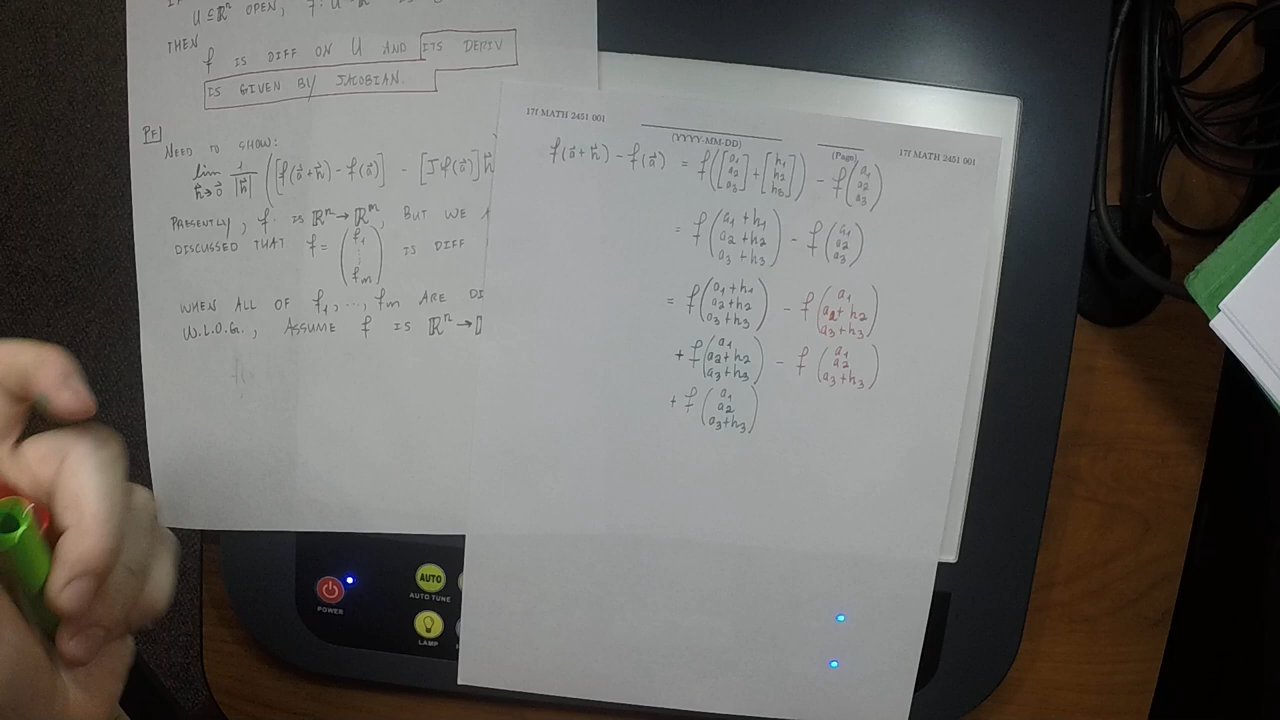 U ⊆ ℝⁿ OPEN, f: U
THEN
f IS DIFF ON U AND ITS DERIV
IS GIVEN BY JACOBIAN.
PF
NEED TO SHOW:
lim_{h⃗→0⃗} 1/|h⃗| ([f(a⃗+h⃗) - f(a⃗)] - [Jf(a⃗)]h⃗
PRESENTLY, f IS ℝⁿ → ℝᵐ, BUT WE
DISCUSSED THAT f = (f₁ ⋮ fₘ) IS DIFF
WHEN ALL OF f₁, ..., fₘ ARE DI
W.L.O.G., ASSUME f IS ℝⁿ →
17f MATH 2451 001
(YYYY-MM-DD)
(Page)
17f MATH 2451 001
f(a⃗+h⃗) - f(a⃗) = f([a₁ a₂ a₃] + [h₁ h₂ h₃]) - f(a₁ a₂ a₃)
= f(a₁+h₁ a₂+h₂ a₃+h₃) - f(a₁ a₂ a₃)
= f(a₁+h₁ a₂+h₂ a₃+h₃) - f(a₁ a₂+h₂ a₃+h₃)
+ f(a₁ a₂+h₂ a₃+h₃) - f(a₁ a₂ a₃+h₃)
+ f(a₁ a₂ a₃+h₃)
POWER
AUTO
AUTO TUNE
LAMP